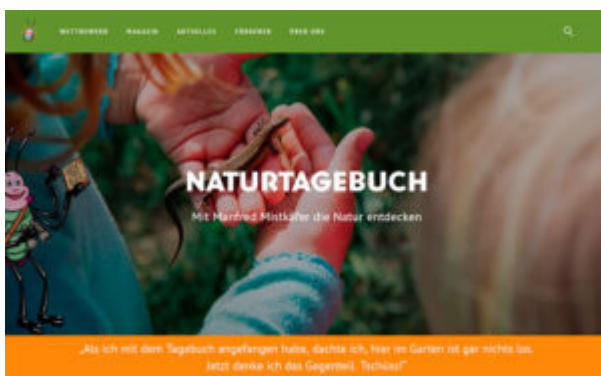 WETTBEWERB MAGAZIN AKTUELLES FÖRDERER ÜBER UNS
NATURTAGEBUCH
Mit Manfred Mistkäfer die Natur entdecken
„Als ich mit dem Tagebuch angefangen habe, dachte ich, hier im Garten ist gar nichts los.
Jetzt denke ich das Gegenteil. Tschüss!“